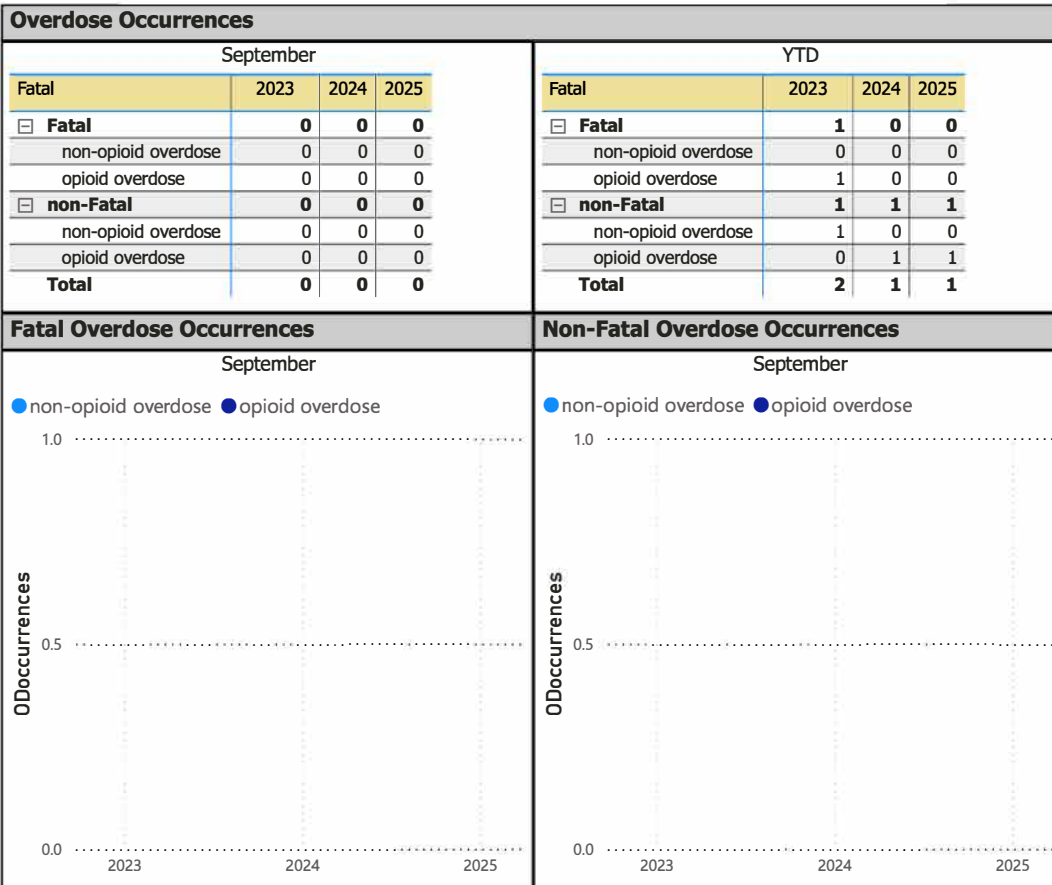 Overdose Occurrences
September
Fatal 2023 2024 2025
Fatal 0 0 0
non-opioid overdose 0 0 0
opioid overdose 0 0 0
non-Fatal 0 0 0
non-opioid overdose 0 0 0
opioid overdose 0 0 0
Total 0 0 0
YTD
Fatal 2023 2024 2025
Fatal 1 0 0
non-opioid overdose 0 0 0
opioid overdose 1 0 0
non-Fatal 1 1 1
non-opioid overdose 1 0 0
opioid overdose 0 1 1
Total 2 1 1
Fatal Overdose Occurrences
September
non-opioid overdose opioid overdose
ODoccurrences
1.0
0.5
0.0
2023 2024 2025
Non-Fatal Overdose Occurrences
September
non-opioid overdose opioid overdose
ODoccurrences
1.0
0.5
0.0
2023 2024 2025